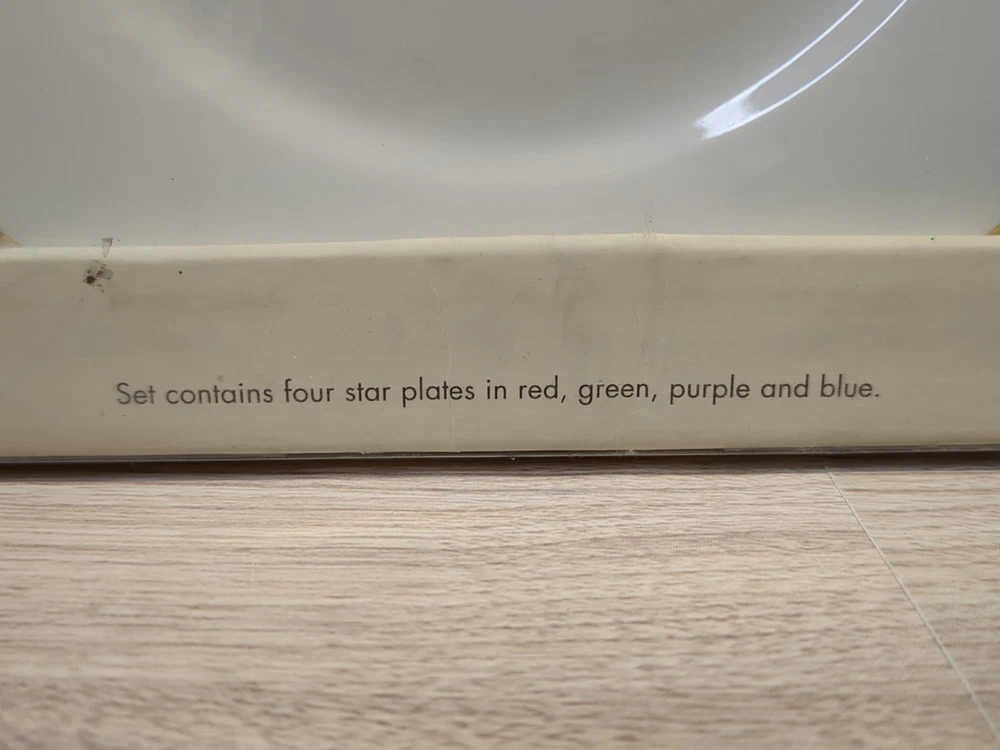 Set contains four star plates in red, green, purple and blue.